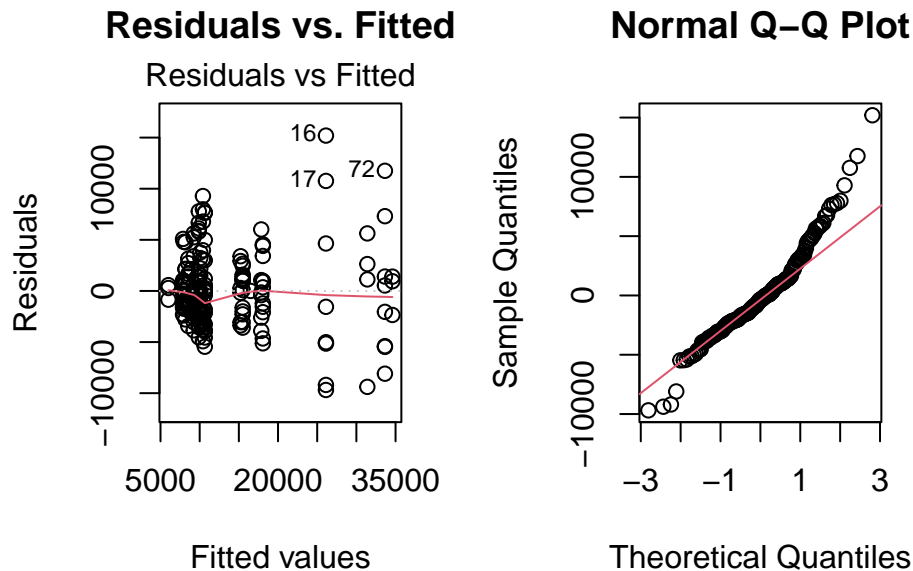 Residuals vs. Fitted
Residuals vs Fitted
Residuals
10000
0
−10000
16
17
72
5000
20000
35000
Fitted values
Normal Q−Q Plot
Sample Quantiles
10000
0
−10000
−3
−1
1
3
Theoretical Quantiles